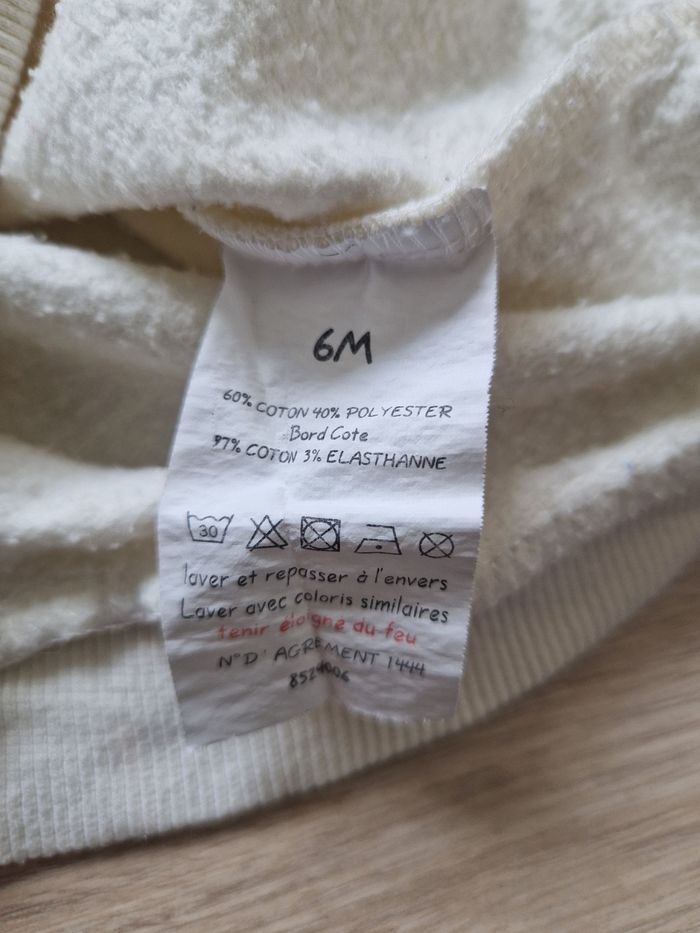 6M
60% COTON 40% POLYESTER
Bord Cote
97% COTON 3% ELASTHANNE
30
laver et repasser à l'envers
Laver avec coloris similaires
tenir éloigné du feu
N°D' AGREMENT 1444